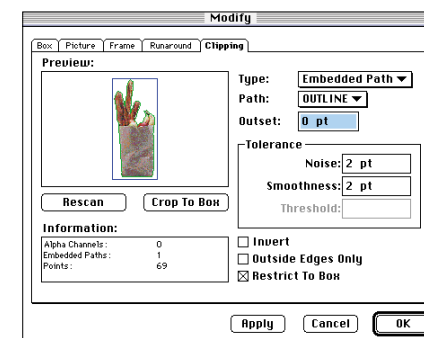 Modify
Box Picture Frame Runaround Clipping
Preview:
Type: Embedded Path
Path: OUTLINE
Outset: 0 pt
Tolerance
Noise: 2 pt
Smoothness: 2 pt
Threshold:
Rescan Crop To Box
Information:
Alpha Channels: 0
Embedded Paths: 1
Points: 69
Invert
Outside Edges Only
Restrict To Box
Apply Cancel OK